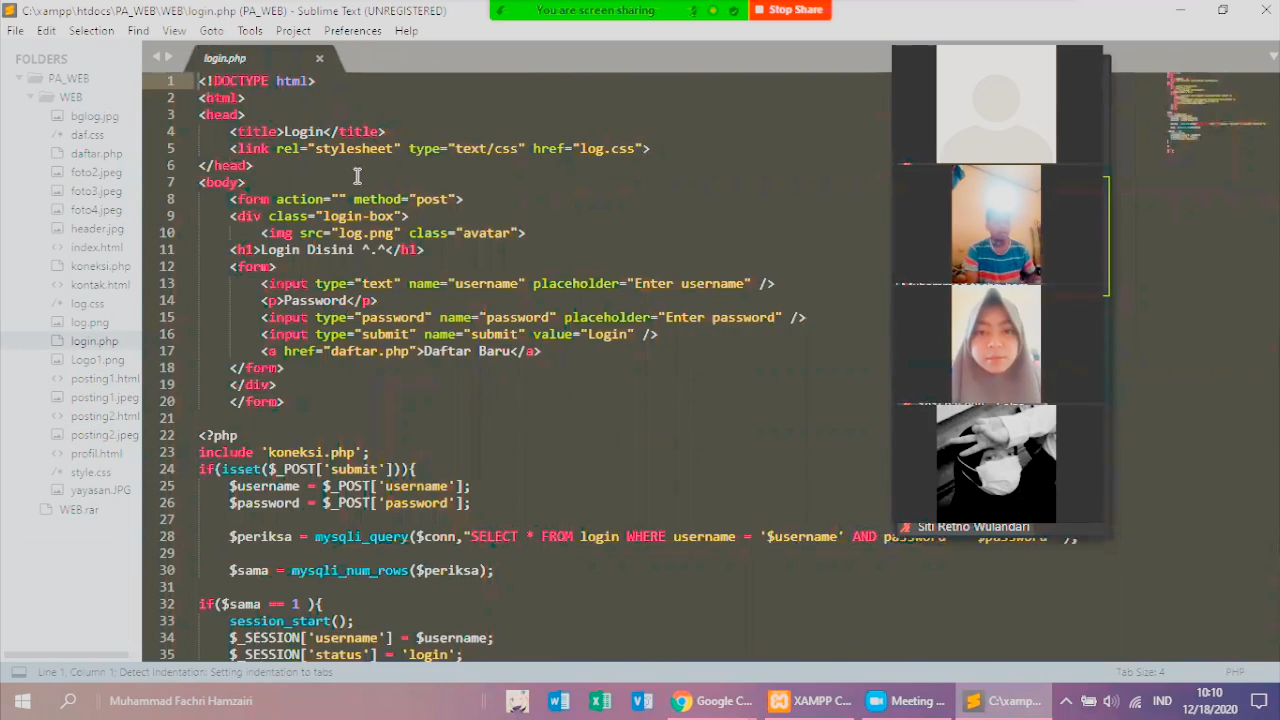 C:\xampp\htdocs\PA_WEB\WEB\login.php (PA_WEB) - Sublime Text (UNREGISTERED)
You are screen sharing
Stop Share
File Edit Selection Find View Goto Tools Project Preferences Help
FOLDERS
PA_WEB
WEB
bglog.jpg
daf.css
daftar.php
foto2.jpeg
foto3.jpeg
foto4.jpeg
header.jpg
index.html
koneksi.php
kontak.html
log.css
log.png
login.php
Logo1.png
posting1.html
posting1.jpeg
posting2.html
posting2.jpeg
profil.html
style.css
yayasan.JPG
WEB.rar
login.php
1 <!DOCTYPE html>
2 <html>
3 <head>
4 <title>Login</title>
5 <link rel="stylesheet" type="text/css" href="log.css">
6 </head>
7 <body>
8 <form action="" method="post">
9 <div class="login-box">
10 <img src="log.png" class="avatar">
11 <h1>Login Disini ^.^</h1>
12 <form>
13 <input type="text" name="username" placeholder="Enter username" />
14 <p>Password</p>
15 <input type="password" name="password" placeholder="Enter password" />
16 <input type="submit" name="submit" value="Login" />
17 <a href="daftar.php">Daftar Baru</a>
18 </form>
19 </div>
20 </form>
21
22 <?php
23 include 'koneksi.php';
24 if(isset($_POST['submit'])){
25 $username = $_POST['username'];
26 $password = $_POST['password'];
27
28 $periksa = mysqli_query($conn,"SELECT * FROM login WHERE username = '$username' AND
29
30 $sama = mysqli_num_rows($periksa);
31
32 if($sama == 1 ){
33 session_start();
34 $_SESSION['username'] = $username;
35 $_SESSION['status'] = 'login';
Siti Retno Wulandari
Line 1, Column 1; Detect Indentation: Setting indentation to tabs
Tab Size: 4
PHP
Muhammad Fachri Hamzairi
Google C...
XAMPP C...
Meeting ...
C:\xamp...
IND
10:10
12/18/2020